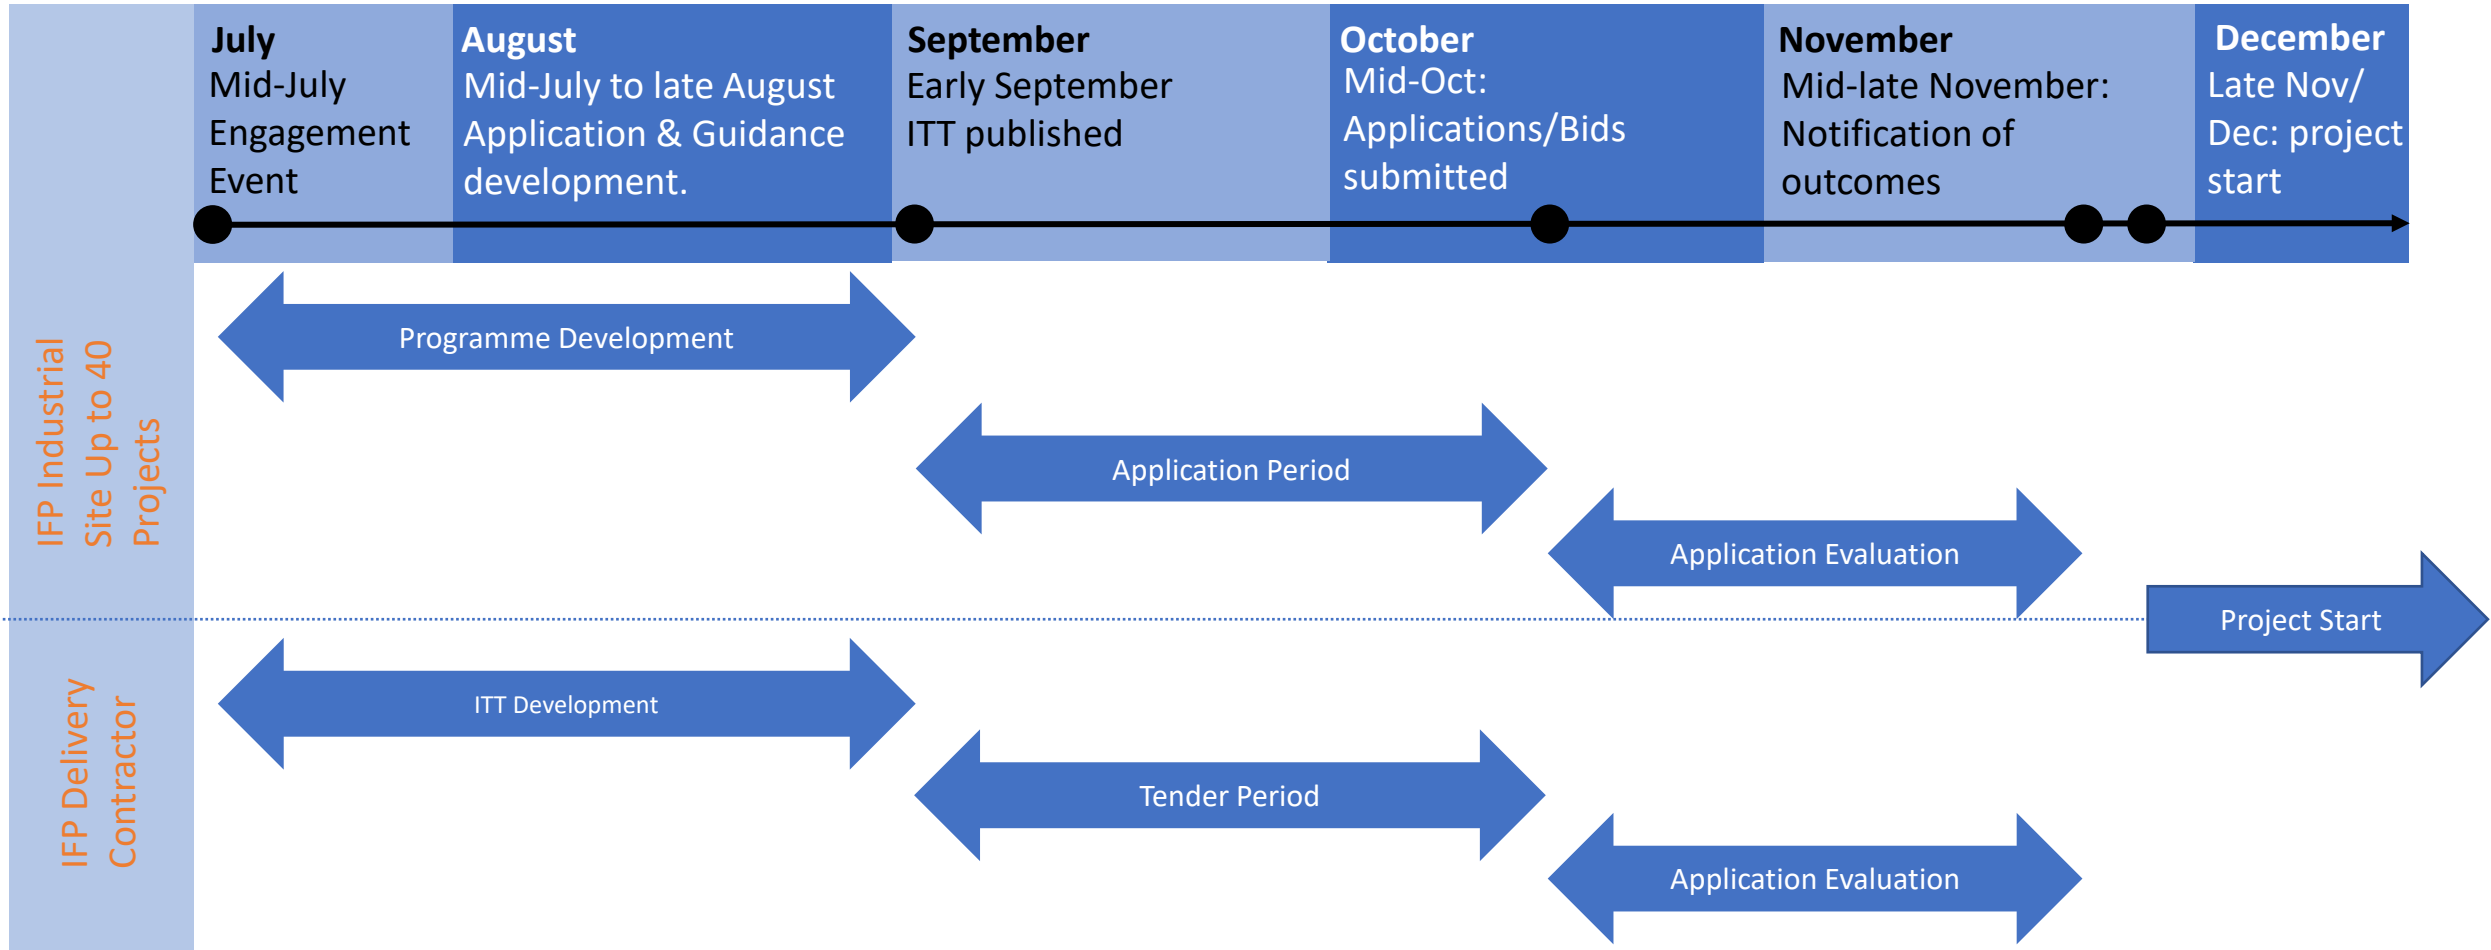 July
Mid-July
Engagement
Event
August
Mid-July to late August
Application & Guidance
development.
September
Early September
ITT published
October
Mid-Oct:
Applications/Bids
submitted
November
Mid-late November:
Notification of
outcomes
December
Late Nov/
Dec: project
start
IFP Industrial
Site Up to 40
Projects
Programme Development
Application Period
Application Evaluation
Project Start
IFP Delivery
Contractor
ITT Development
Tender Period
Application Evaluation